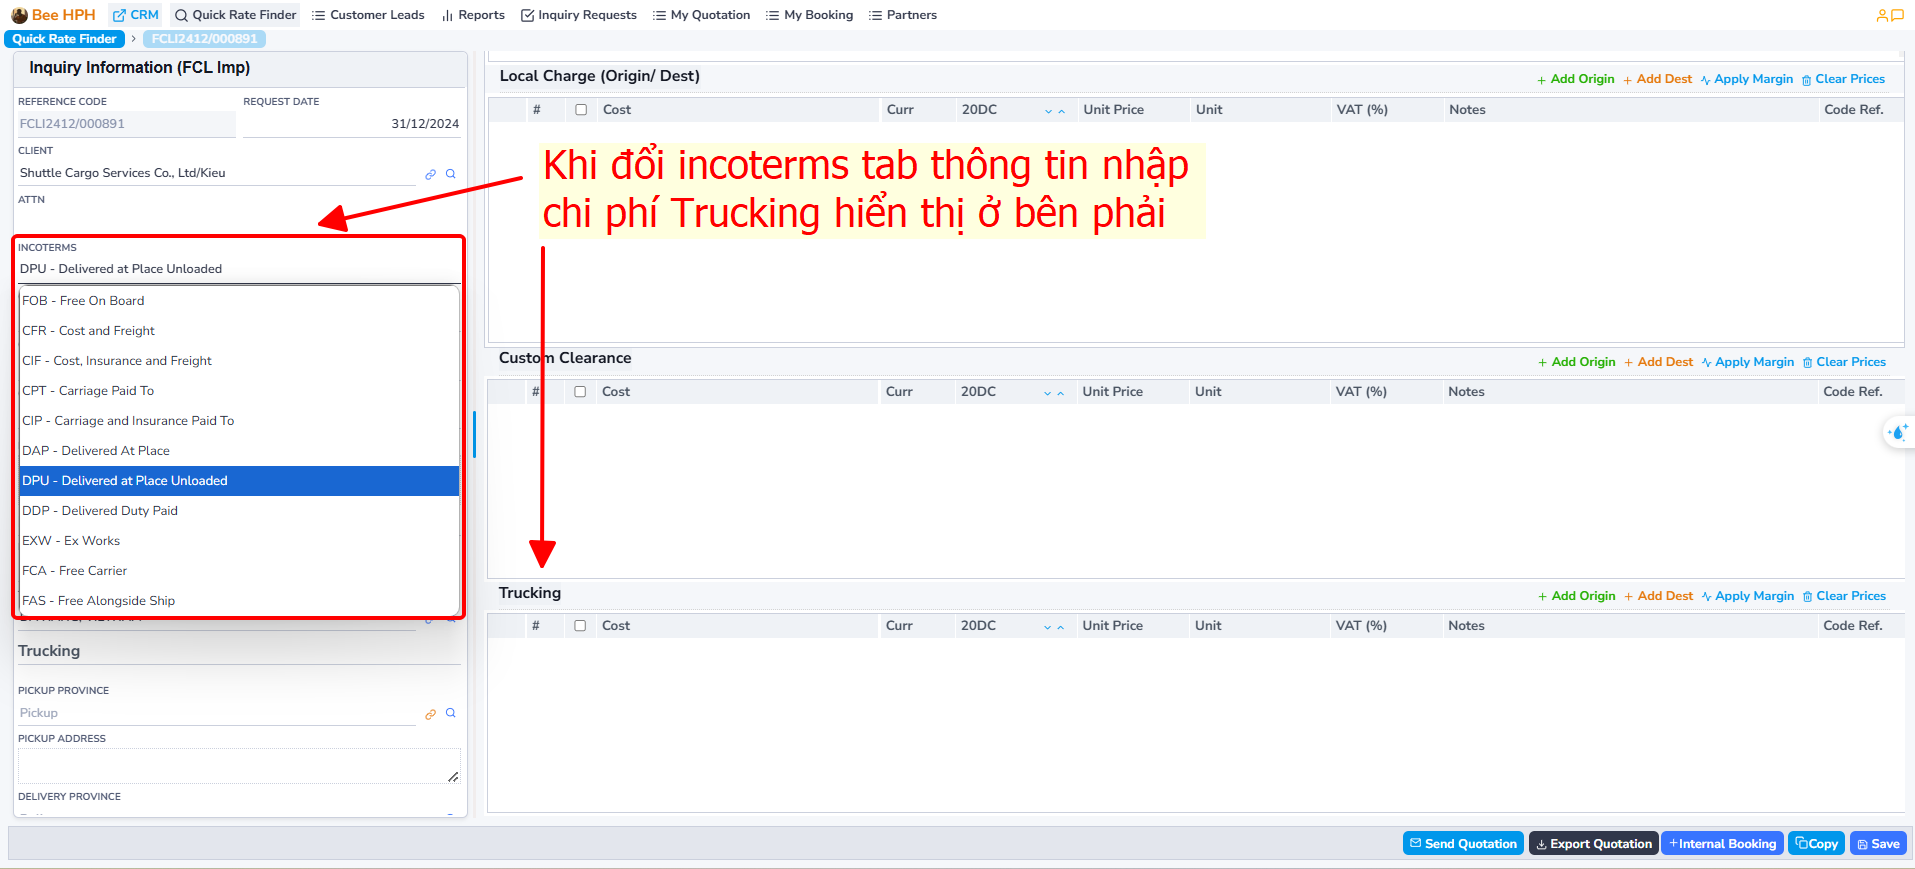 Bee HPH CRM Quick Rate Finder Customer Leads Reports Inquiry Requests My Quotation My Booking Partners
Quick Rate Finder > FCLI2412/000891
Inquiry Information (FCL Imp)
REFERENCE CODE REQUEST DATE
FCLI2412/000891 31/12/2024
CLIENT
Shuttle Cargo Services Co., Ltd/Kieu
ATTN
INCOTERMS
DPU - Delivered at Place Unloaded
FOB - Free On Board
CFR - Cost and Freight
CIF - Cost, Insurance and Freight
CPT - Carriage Paid To
CIP - Carriage and Insurance Paid To
DAP - Delivered At Place
DPU - Delivered at Place Unloaded
DDP - Delivered Duty Paid
EXW - Ex Works
FCA - Free Carrier
FAS - Free Alongside Ship
Trucking
PICKUP PROVINCE
Pickup
PICKUP ADDRESS
DELIVERY PROVINCE
Local Charge (Origin/ Dest) + Add Origin + Add Dest Apply Margin Clear Prices
# Cost Curr 20DC Unit Price Unit VAT (%) Notes Code Ref.
Khi đổi incoterms tab thông tin nhập
chi phí Trucking hiển thị ở bên phải
Custom Clearance + Add Origin + Add Dest Apply Margin Clear Prices
# Cost Curr 20DC Unit Price Unit VAT (%) Notes Code Ref.
Trucking + Add Origin + Add Dest Apply Margin Clear Prices
# Cost Curr 20DC Unit Price Unit VAT (%) Notes Code Ref.
Send Quotation Export Quotation +Internal Booking Copy Save